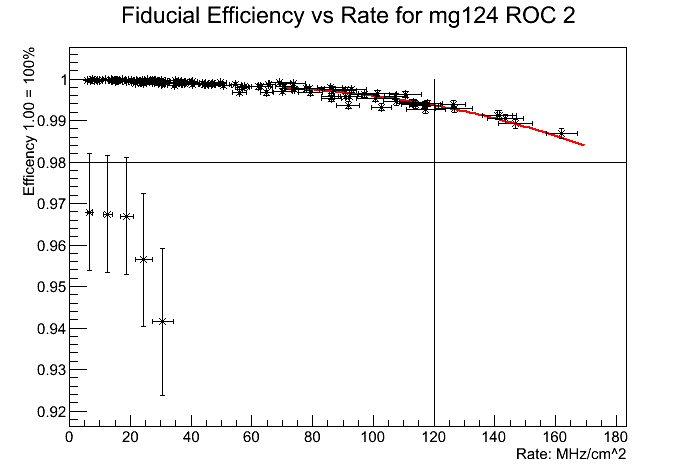 Fiducial Efficiency vs Rate for mg124 ROC 2
Efficency 1.00 = 100%
1
0.99
0.98
0.97
0.96
0.95
0.94
0.93
0.92
0 20 40 60 80 100 120 140 160 180
Rate: MHz/cm^2